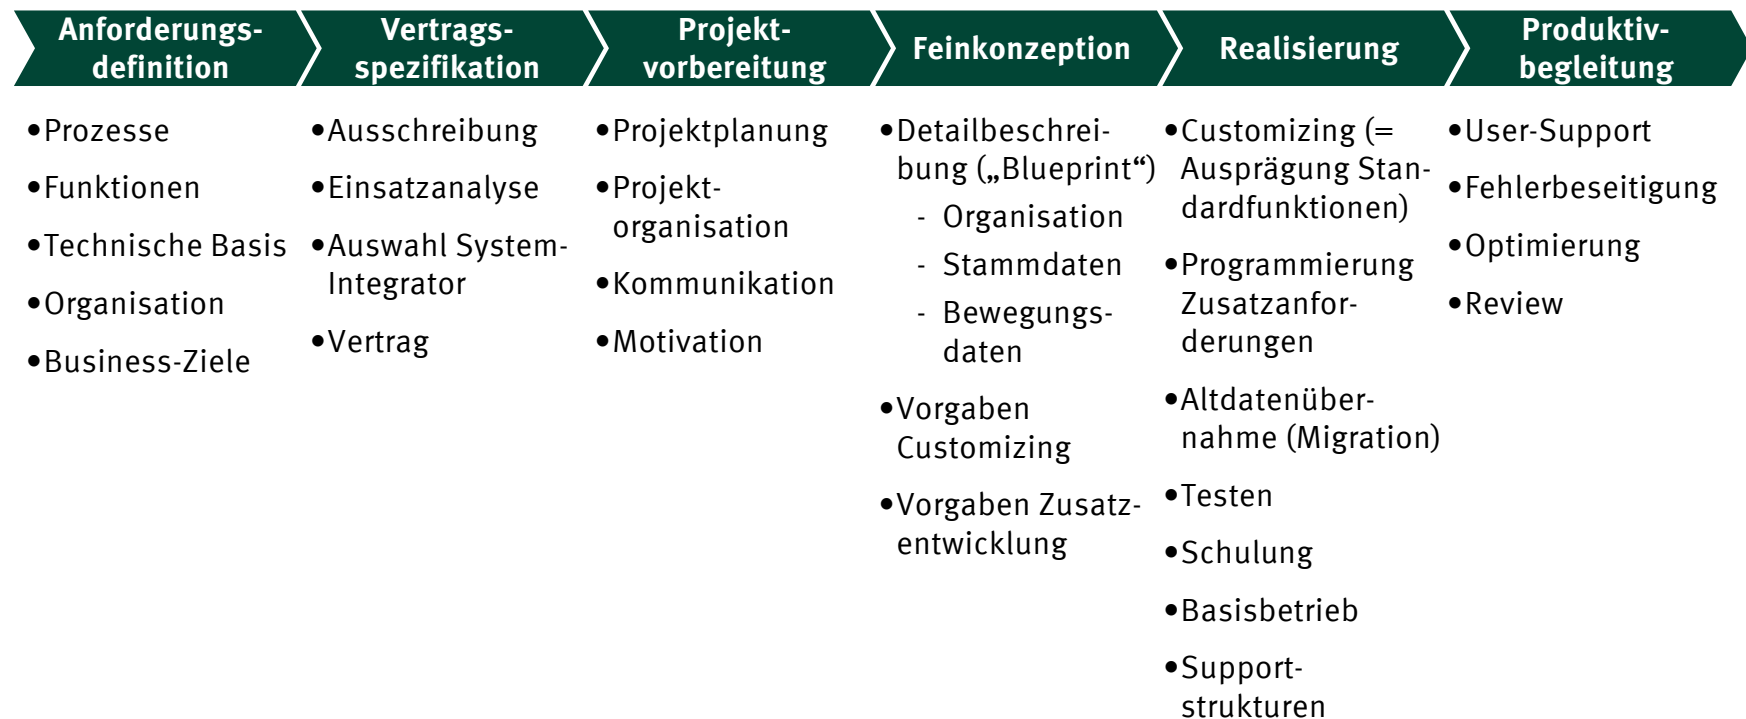 Anforderungs-
definition
Vertrags-
spezifikation
Projekt-
vorbereitung
Feinkonzeption
Realisierung
Produktiv-
begleitung
•Prozesse
•Funktionen
•Technische Basis
•Organisation
•Business-Ziele
•Ausschreibung
•Einsatzanalyse
•Auswahl System-
Integrator
•Vertrag
•Projektplanung
•Projekt-
organisation
•Kommunikation
•Motivation
•Detailbeschrei-
bung („Blueprint“)
- Organisation
- Stammdaten
- Bewegungs-
daten
•Vorgaben
Customizing
•Vorgaben Zusatz-
entwicklung
•Customizing (=
Ausprägung Stan-
dardfunktionen)
•Programmierung
Zusatzanfor-
derungen
•Altdatenüber-
nahme (Migration)
•Testen
•Schulung
•Basisbetrieb
•Support-
strukturen
•User-Support
•Fehlerbeseitigung
•Optimierung
•Review